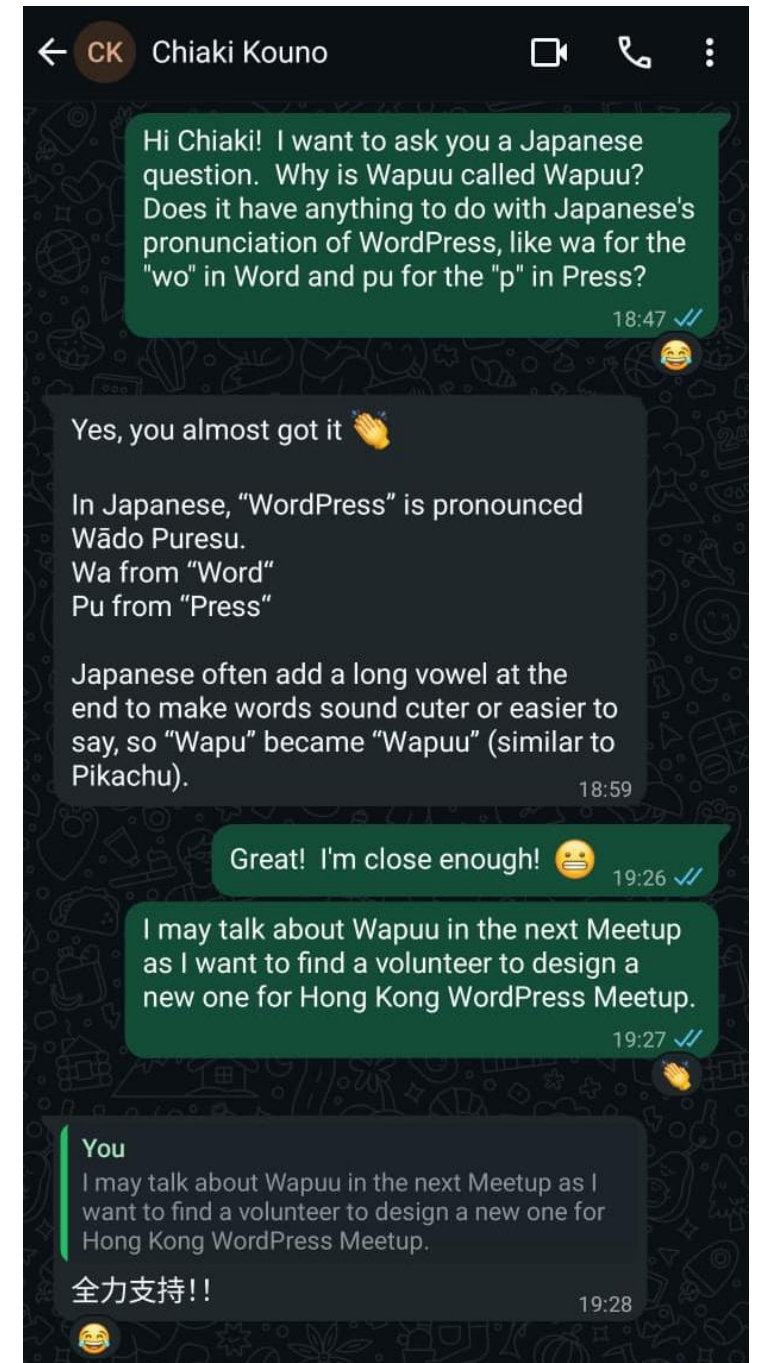 CK Chiaki Kouno
Hi Chiaki!  I want to ask you a Japanese
question.  Why is Wapuu called Wapuu?
Does it have anything to do with Japanese's
pronunciation of WordPress, like wa for the
"wo" in Word and pu for the "p" in Press?
18:47
Yes, you almost got it 👏
In Japanese, “WordPress” is pronounced
Wādo Puresu.
Wa from “Word“
Pu from “Press“
Japanese often add a long vowel at the
end to make words sound cuter or easier to
say, so “Wapu” became “Wapuu” (similar to
Pikachu).
18:59
Great!  I'm close enough! 😬 19:26
I may talk about Wapuu in the next Meetup
as I want to find a volunteer to design a
new one for Hong Kong WordPress Meetup.
19:27
You
I may talk about Wapuu in the next Meetup as I
want to find a volunteer to design a new one for
Hong Kong WordPress Meetup.
全力支持!!
19:28